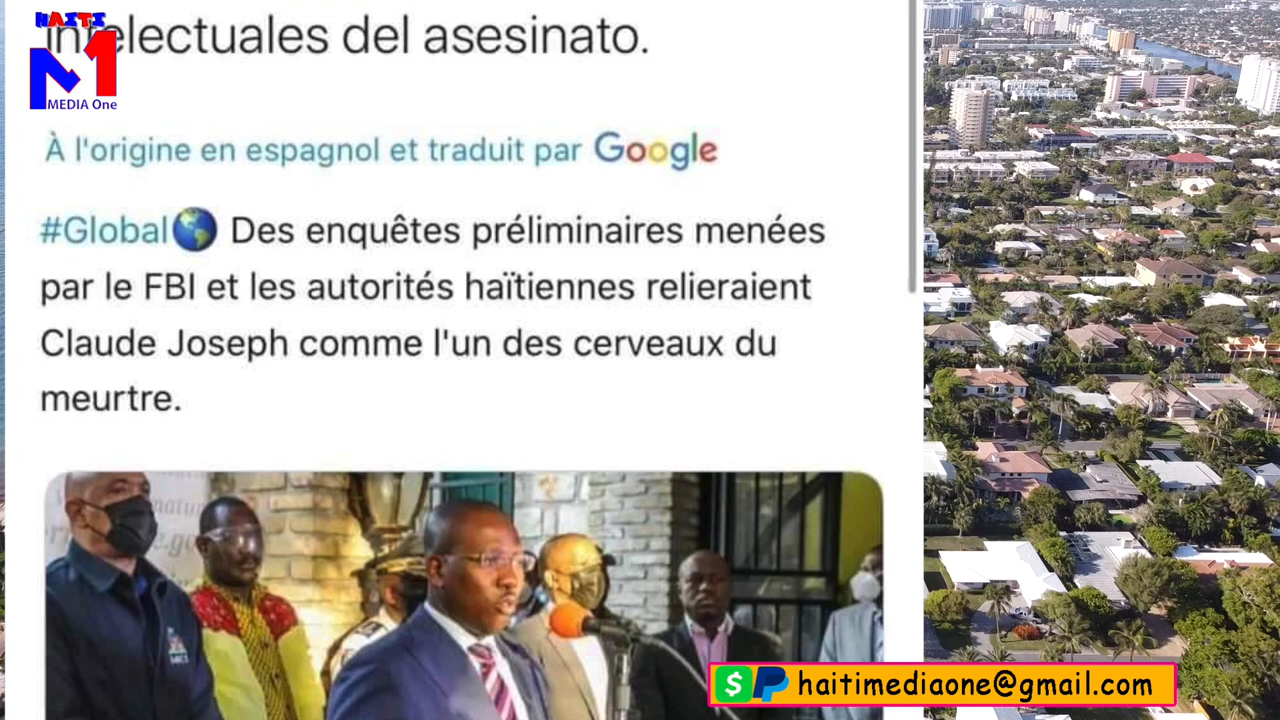 HAITI
M1
MEDIA One
intelectuales del asesinato.
À l'origine en espagnol et traduit par Google
#Global🌎 Des enquêtes préliminaires menées
par le FBI et les autorités haïtiennes relieraient
Claude Joseph comme l'un des cerveaux du
meurtre.
$ P haitimediaone@gmail.com